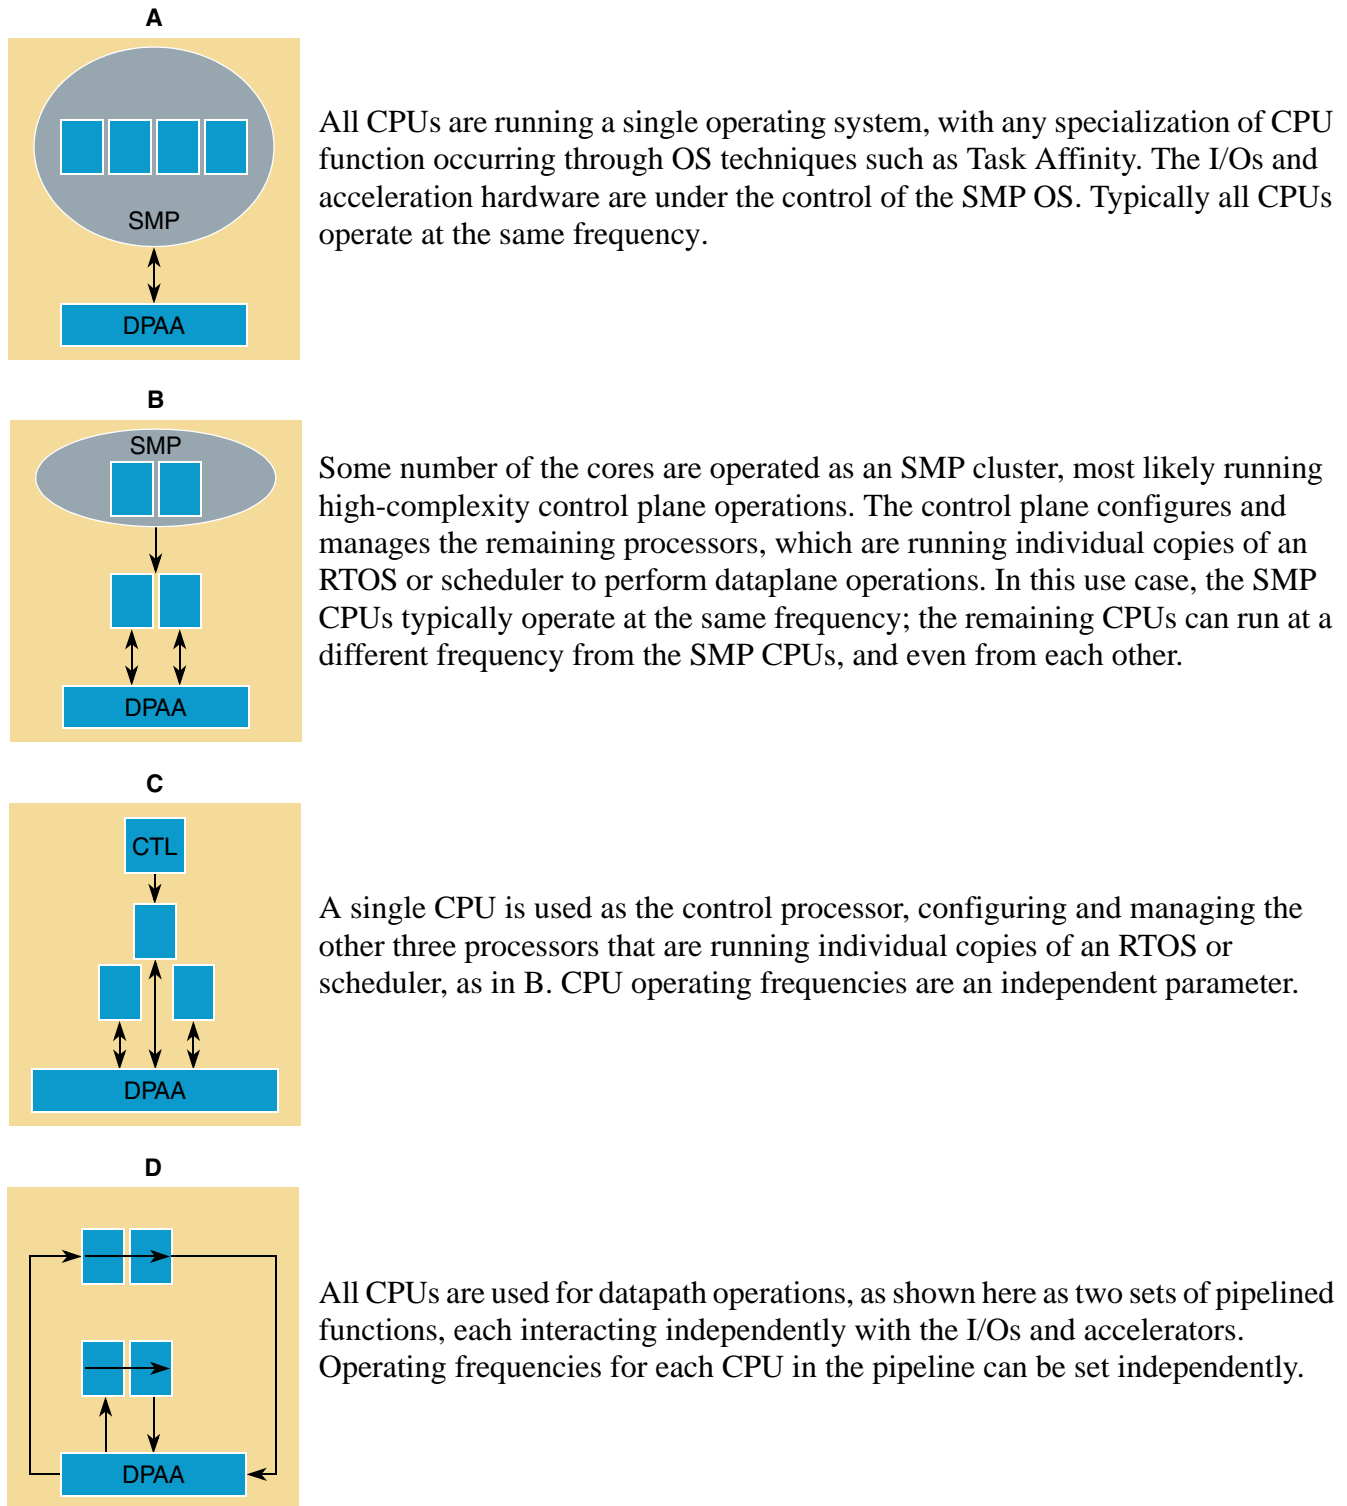 A
SMP
DPAA
All CPUs are running a single operating system, with any specialization of CPU
function occurring through OS techniques such as Task Affinity. The I/Os and
acceleration hardware are under the control of the SMP OS. Typically all CPUs
operate at the same frequency.
B
SMP
DPAA
Some number of the cores are operated as an SMP cluster, most likely running
high-complexity control plane operations. The control plane configures and
manages the remaining processors, which are running individual copies of an
RTOS or scheduler to perform dataplane operations. In this use case, the SMP
CPUs typically operate at the same frequency; the remaining CPUs can run at a
different frequency from the SMP CPUs, and even from each other.
C
CTL
DPAA
A single CPU is used as the control processor, configuring and managing the
other three processors that are running individual copies of an RTOS or
scheduler, as in B. CPU operating frequencies are an independent parameter.
D
DPAA
All CPUs are used for datapath operations, as shown here as two sets of pipelined
functions, each interacting independently with the I/Os and accelerators.
Operating frequencies for each CPU in the pipeline can be set independently.